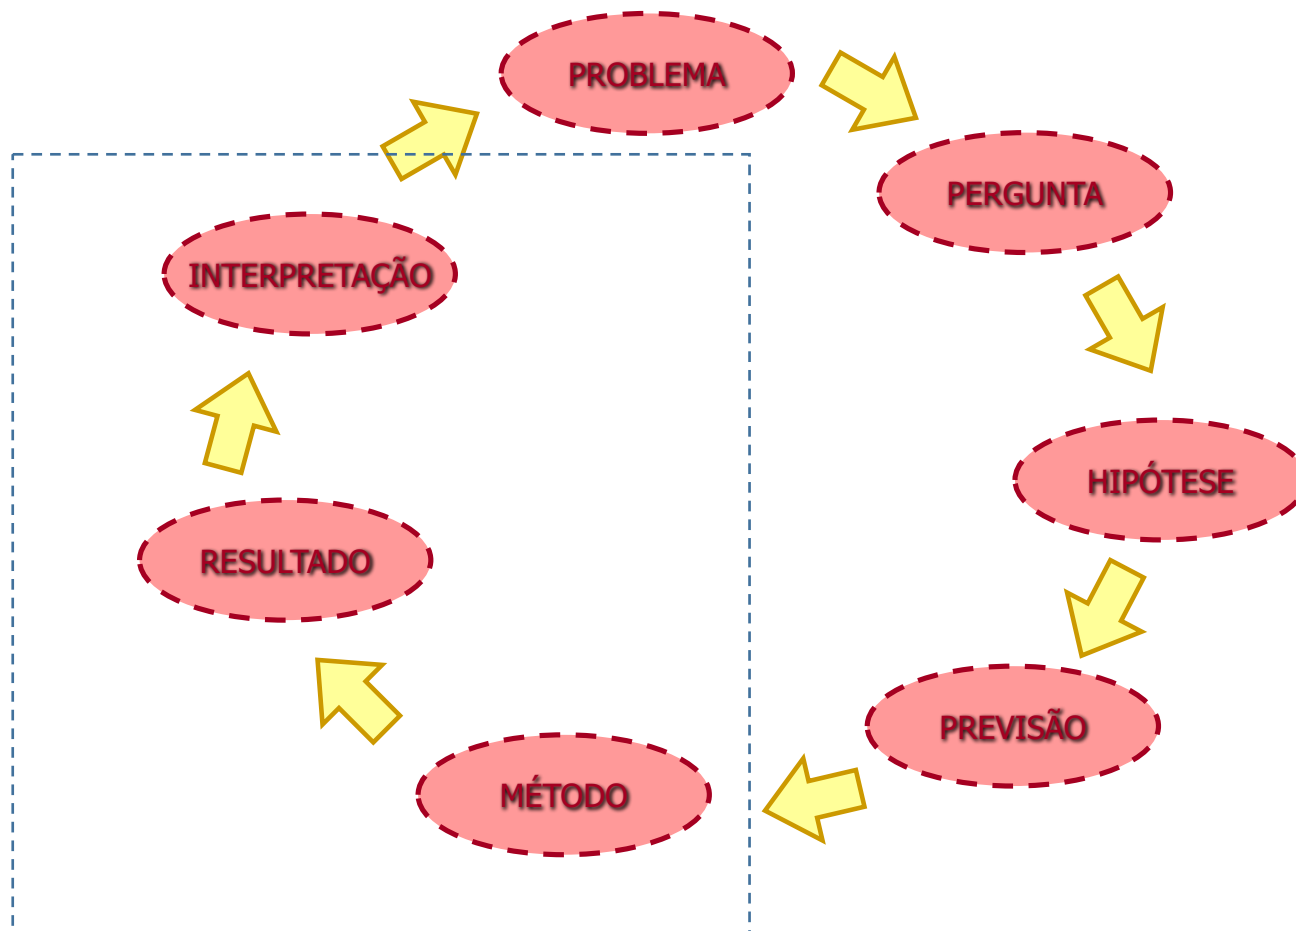 PROBLEMA
PERGUNTA
HIPÓTESE
PREVISÃO
MÉTODO
RESULTADO
INTERPRETAÇÃO